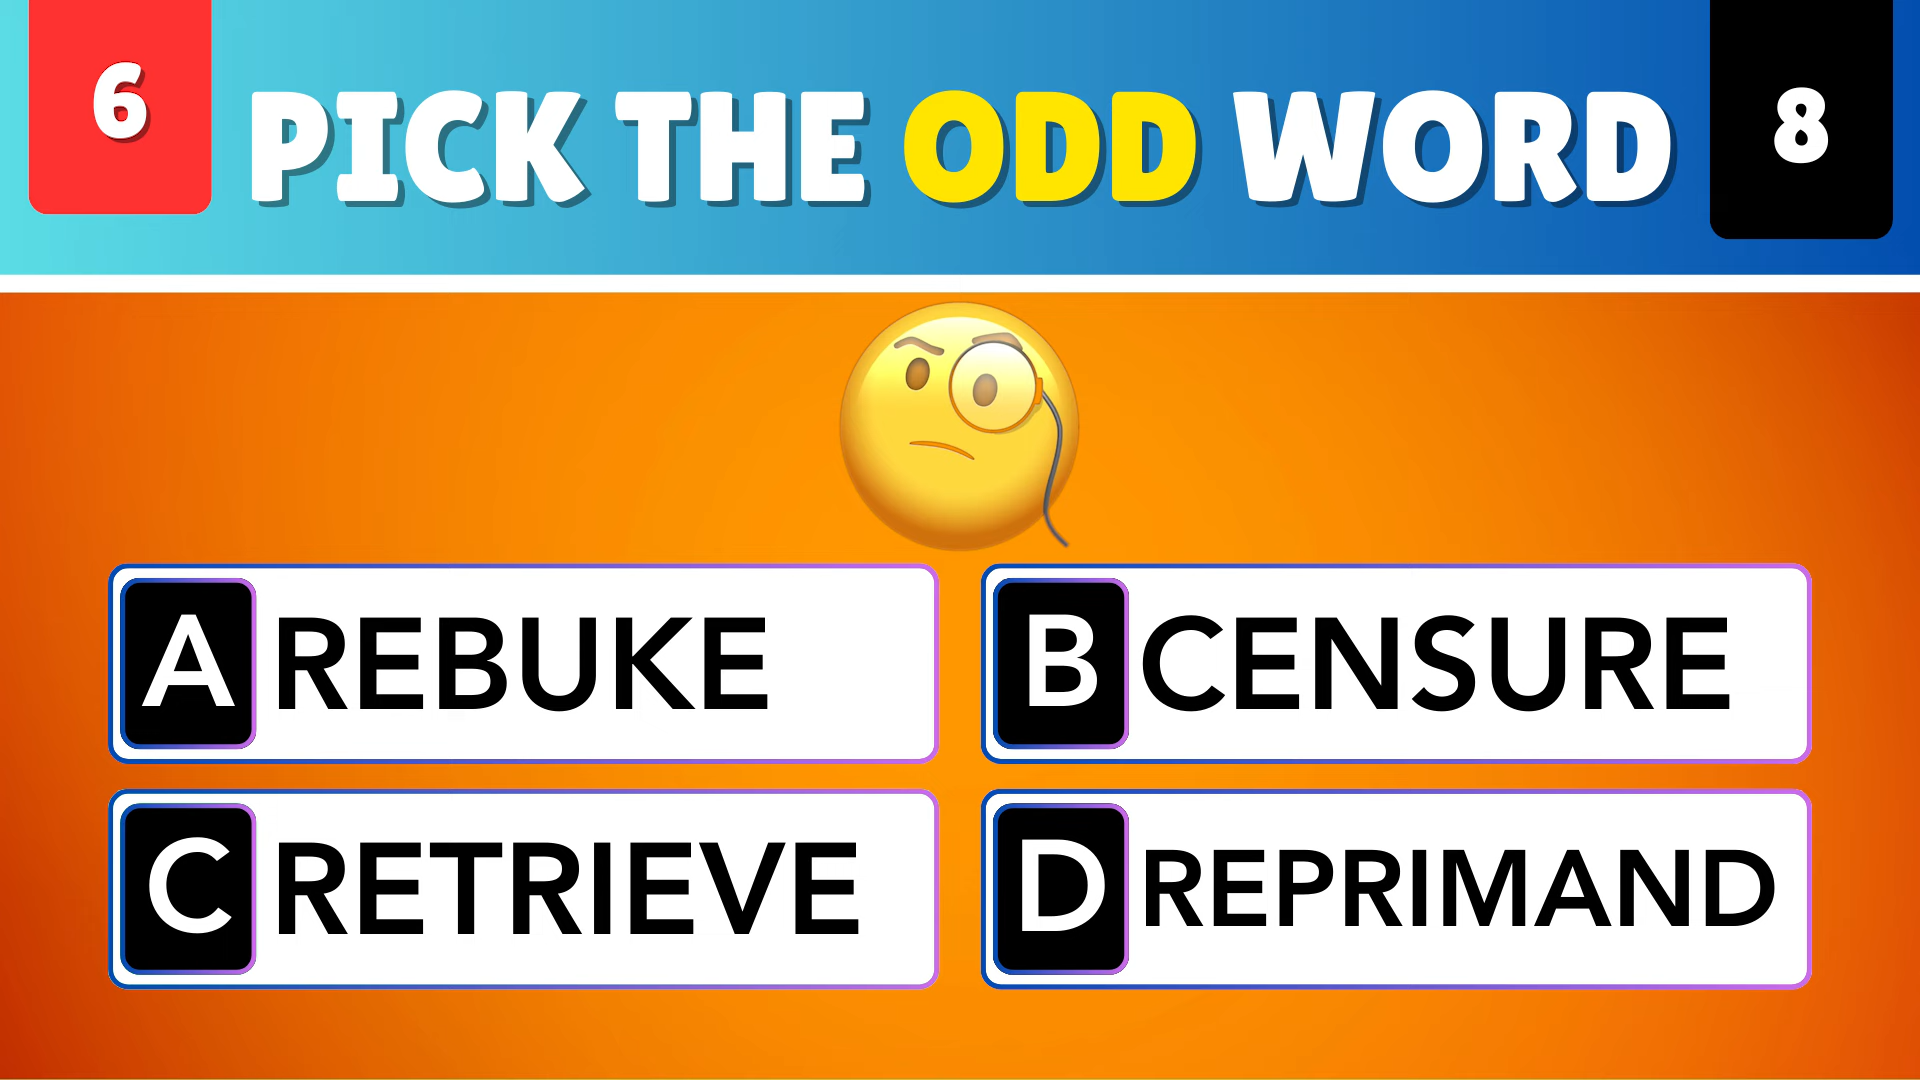 6
PICK THE ODD WORD
8
A REBUKE
B CENSURE
C RETRIEVE
D REPRIMAND